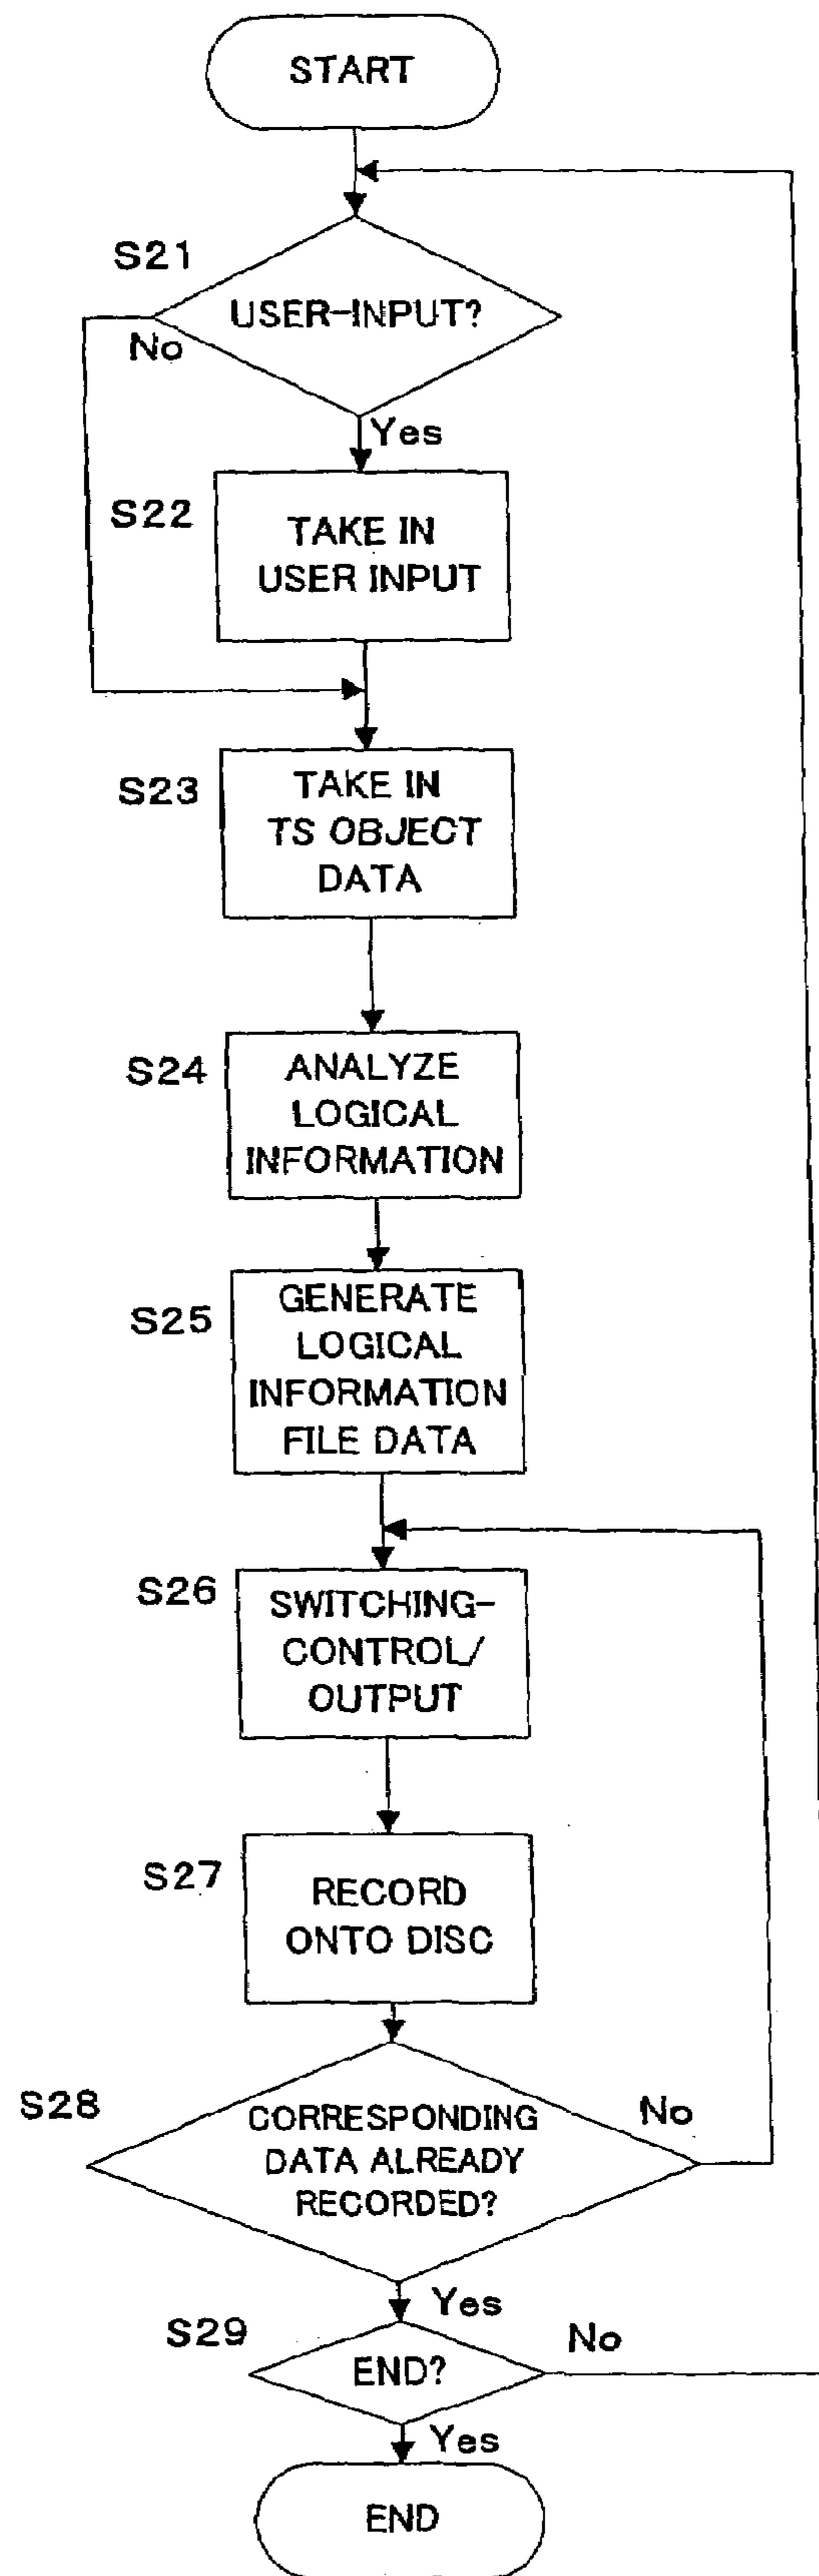 START
S21
USER-INPUT?
No
Yes
S22
TAKE IN
USER INPUT
S23
TAKE IN
TS OBJECT
DATA
S24
ANALYZE
LOGICAL
INFORMATION
S25
GENERATE
LOGICAL
INFORMATION
FILE DATA
S26
SWITCHING-
CONTROL/
OUTPUT
S27
RECORD
ONTO DISC
S28
CORRESPONDING
DATA ALREADY
RECORDED?
No
Yes
S29
END?
No
Yes
END